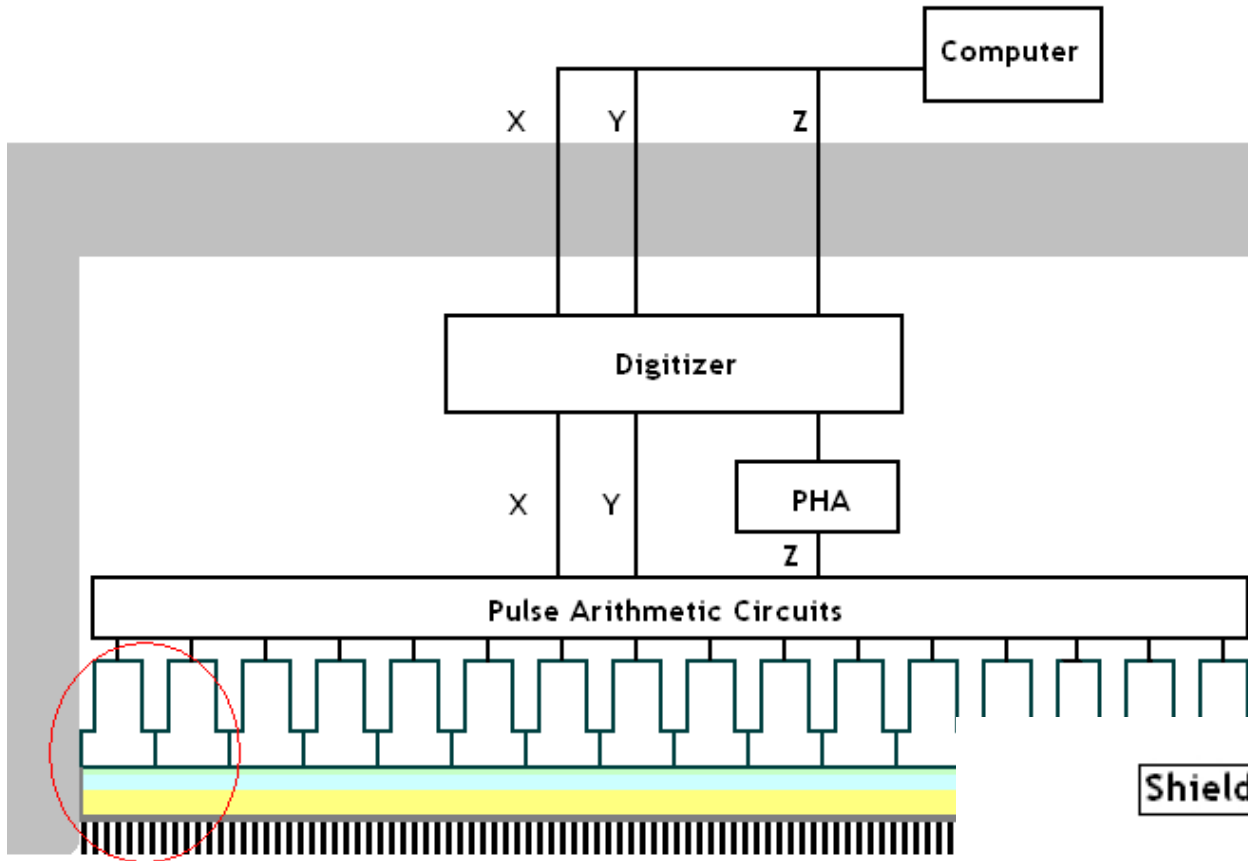 Computer
X Y Z
Digitizer
X Y
PHA
Z
Pulse Arithmetic Circuits
Shield